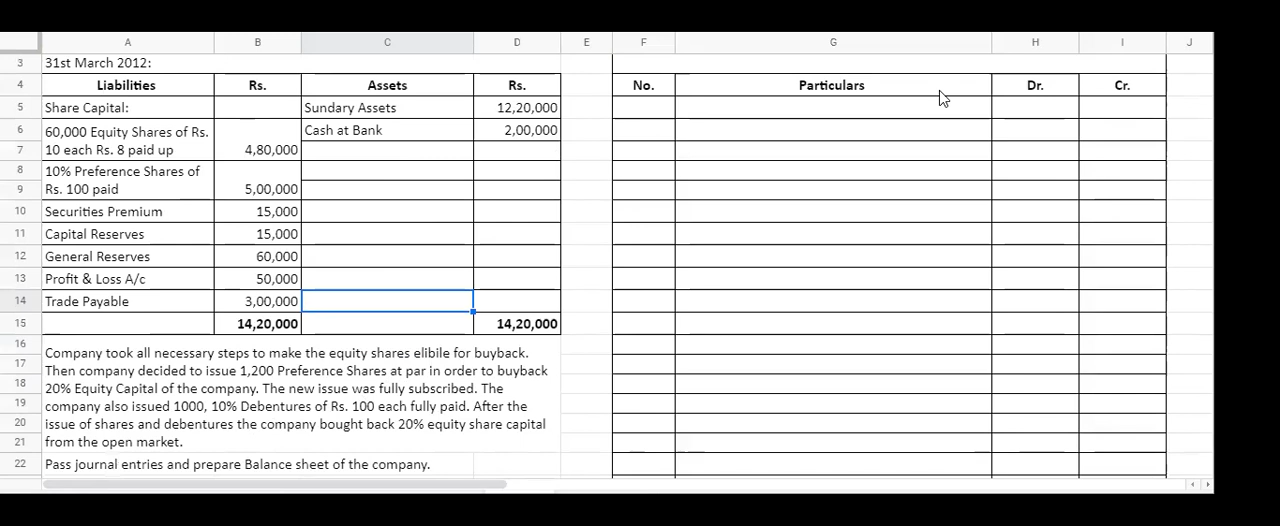 A B C D E F G H I J
3 31st March 2012:
4 Liabilities Rs. Assets Rs. No. Particulars Dr. Cr.
5 Share Capital: Sundary Assets 12,20,000
6 60,000 Equity Shares of Rs. Cash at Bank 2,00,000
7 10 each Rs. 8 paid up 4,80,000
8 10% Preference Shares of
9 Rs. 100 paid 5,00,000
10 Securities Premium 15,000
11 Capital Reserves 15,000
12 General Reserves 60,000
13 Profit & Loss A/c 50,000
14 Trade Payable 3,00,000
15 14,20,000 14,20,000
16 Company took all necessary steps to make the equity shares elibile for buyback.
17 Then company decided to issue 1,200 Preference Shares at par in order to buyback
18 20% Equity Capital of the company. The new issue was fully subscribed. The
19 company also issued 1000, 10% Debentures of Rs. 100 each fully paid. After the
20 issue of shares and debentures the company bought back 20% equity share capital
21 from the open market.
22 Pass journal entries and prepare Balance sheet of the company.